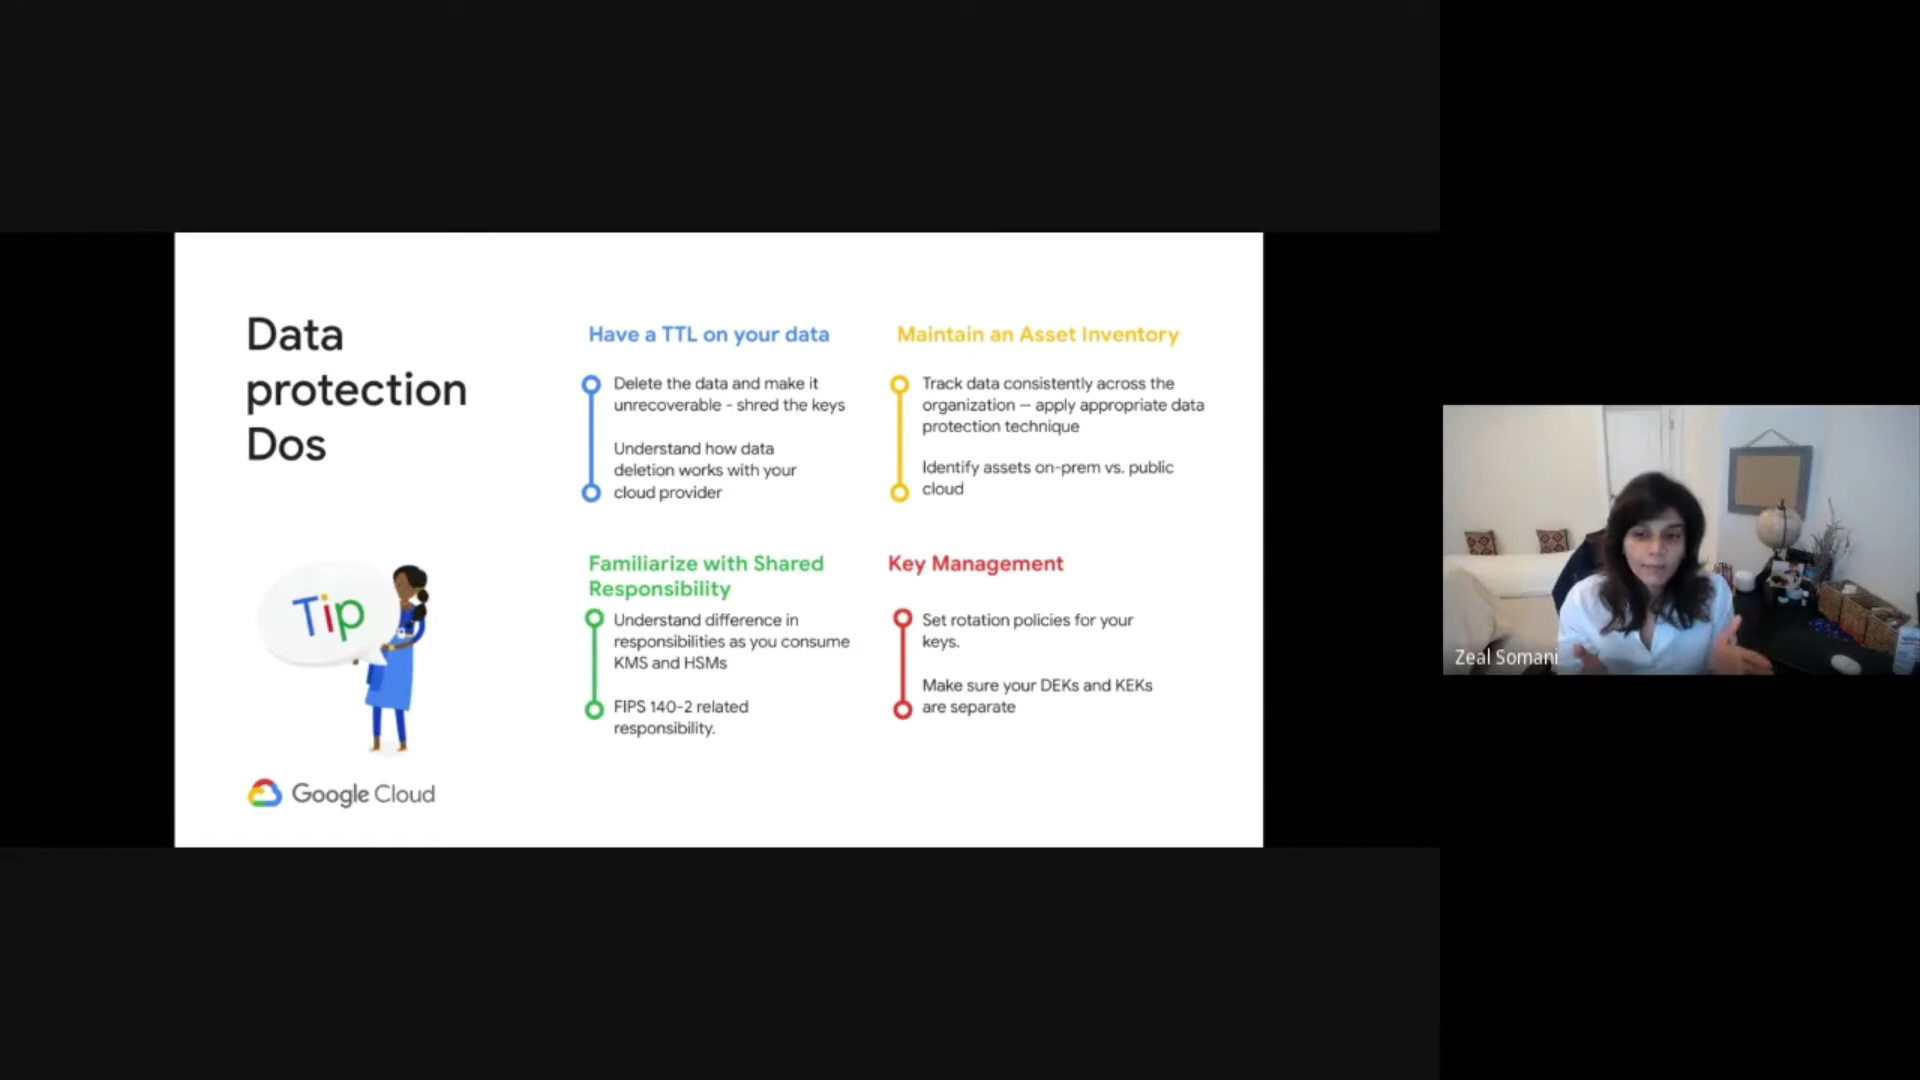 Data
protection
Dos
Tip
Google Cloud
Have a TTL on your data
Delete the data and make it
unrecoverable - shred the keys
Understand how data
deletion works with your
cloud provider
Maintain an Asset Inventory
Track data consistently across the
organization – apply appropriate data
protection technique
Identify assets on-prem vs. public
cloud
Familiarize with Shared
Responsibility
Understand difference in
responsibilities as you consume
KMS and HSMs
FIPS 140-2 related
responsibility.
Key Management
Set rotation policies for your
keys.
Make sure your DEKs and KEKs
are separate
Zeal Somani